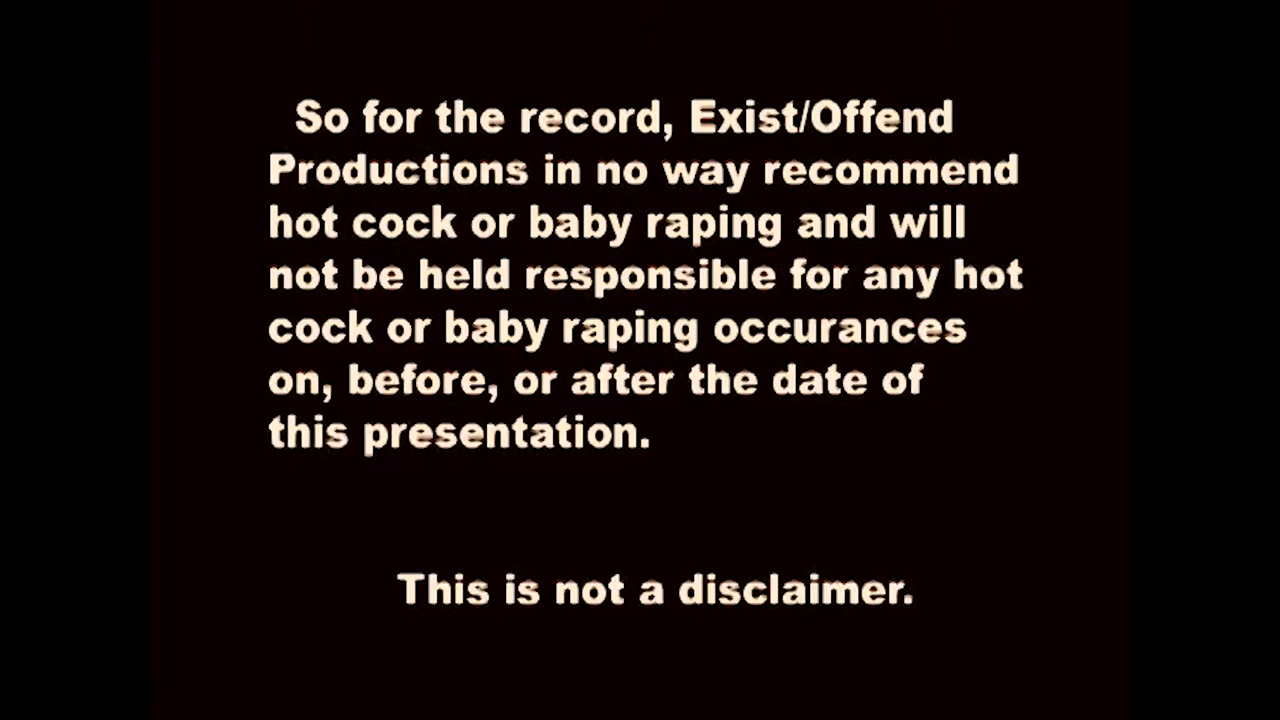 So for the record, Exist/Offend
Productions in no way recommend
hot cock or baby raping and will
not be held responsible for any hot
cock or baby raping occurances
on, before, or after the date of
this presentation.
This is not a disclaimer.